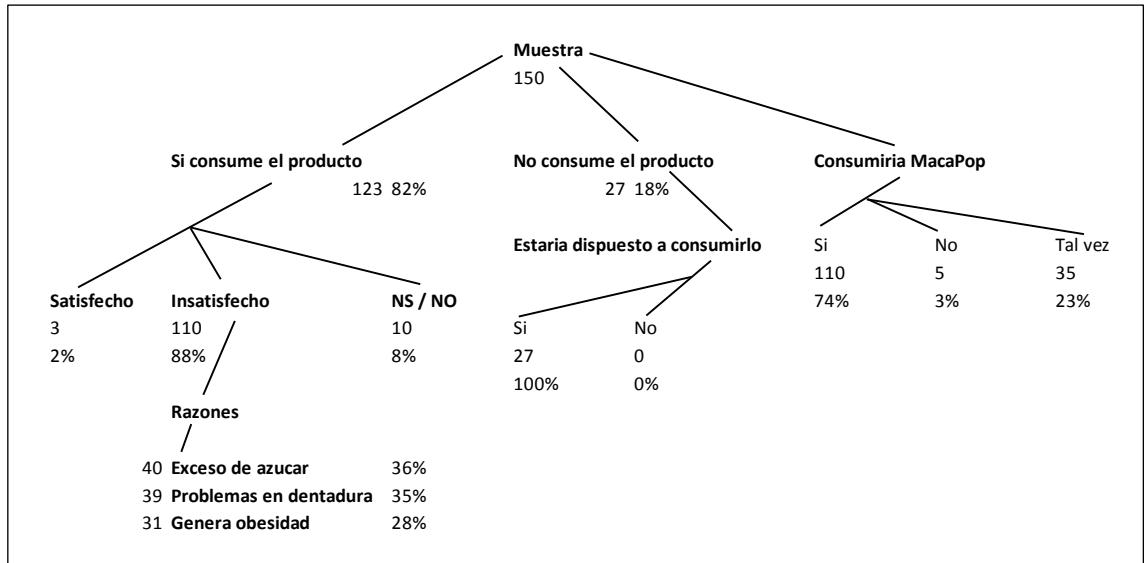 Muestra
150
Si consume el producto No consume el producto Consumiria MacaPop
123 82% 27 18%
Estaria dispuesto a consumirlo Si No Tal vez
110 5 35
Satisfecho Insatisfecho NS / NO 74% 3% 23%
3 110 10 Si No
2% 88% 8% 27 0
100% 0%
Razones
40 Exceso de azucar 36%
39 Problemas en dentadura 35%
31 Genera obesidad 28%